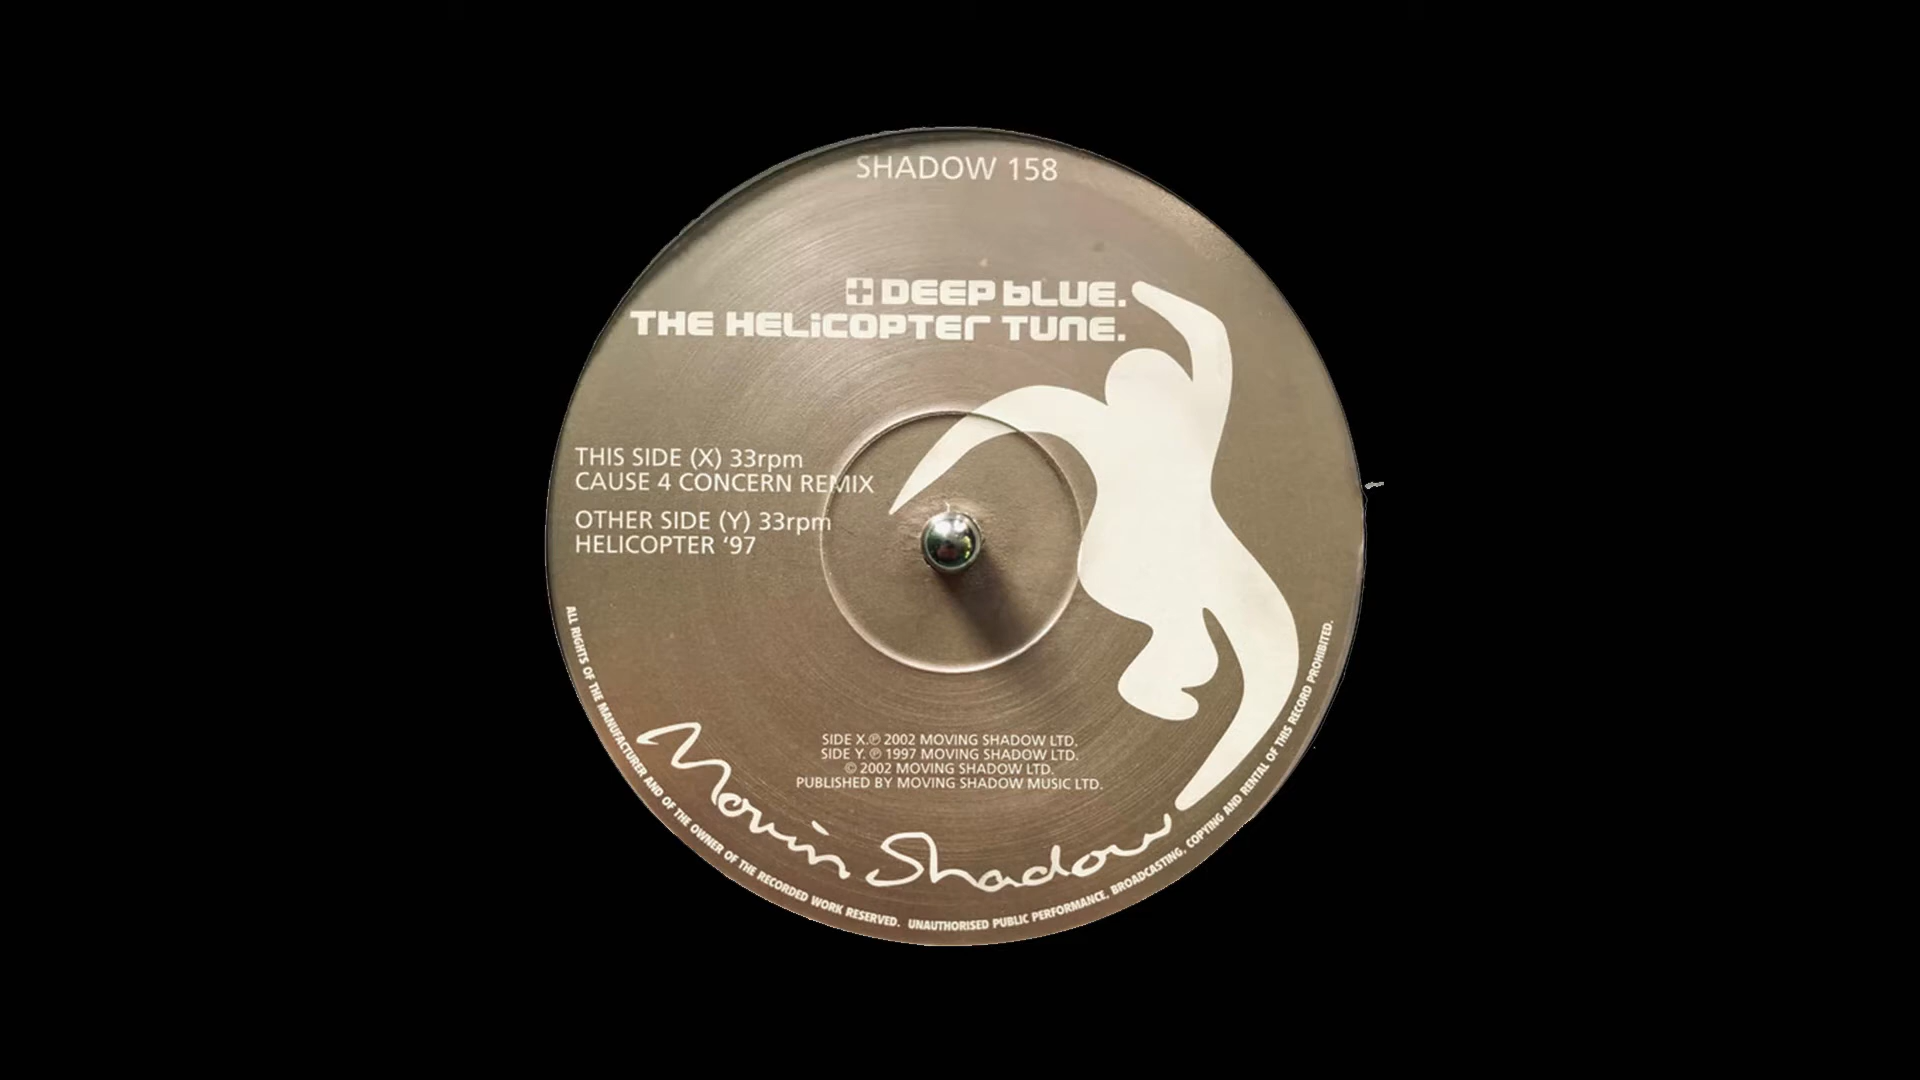 SHADOW 158
DEEP bLUE.
THE HELiCOPTEr TUnE.
THIS SIDE (X) 33rpm
CAUSE 4 CONCERN REMIX
OTHER SIDE (Y) 33rpm
HELICOPTER ‘97
SIDE X.℗ 2002 MOVING SHADOW LTD.
SIDE Y. ℗ 1997 MOVING SHADOW LTD.
© 2002 MOVING SHADOW LTD.
PUBLISHED BY MOVING SHADOW MUSIC LTD.
Movin Shadow
ALL RIGHTS OF THE MANUFACTURER AND OF THE OWNER OF THE RECORDED WORK RESERVED. UNAUTHORISED PUBLIC PERFORMANCE, BROADCASTING, COPYING AND RENTAL OF THIS RECORD PROHIBITED.